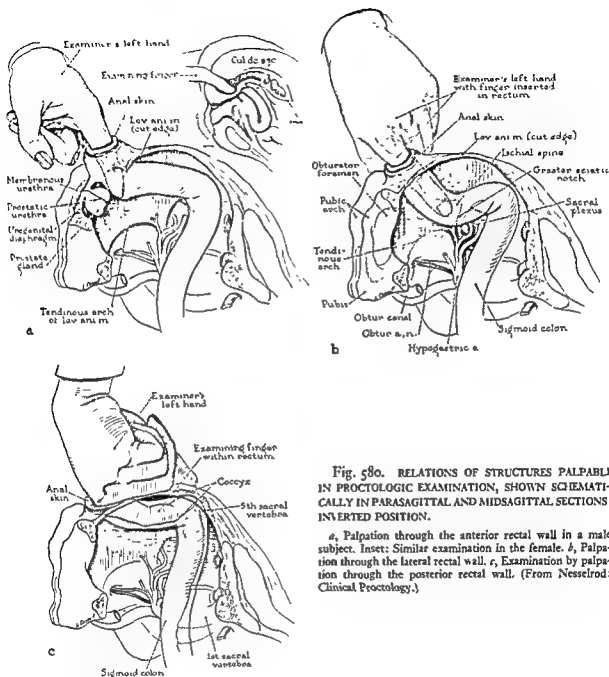 Examiner's left hand
Examining finger
Cul de sac
Anal skin
Lev ani m
(cut edge)
Membranous
urethra
Prostatic
urethra
Urogenital
diaphragm
Prostate
gland
Tendinous arch
of lev ani m
a
Examiner's left hand
with finger inserted
in rectum
Anal skin
Lev ani m (cut edge)
Ischial spine
Greater sciatic
notch
Obturator
foramen
Pubic
arch
Sacral
plexus
Tendi-
nous
arch
Pubis
Obtur canal
Obtur a, n.
Hypogastric a
Sigmoid colon
b
Examiner's
left hand
Examining finger
within rectum
Coccyx
Anal
skin
5th sacral
vertebra
1st sacral
vertebra
Sigmoid colon
c
Fig. 580. RELATIONS OF STRUCTURES PALPABLE
IN PROCTOLOGIC EXAMINATION, SHOWN SCHEMATI-
CALLY IN PARASAGITTAL AND MIDSAGITTAL SECTIONS
INVERTED POSITION.
a, Palpation through the anterior rectal wall in a male
subject. Inset: Similar examination in the female. b, Palpa-
tion through the lateral rectal wall. c, Examination by palpa-
tion through the posterior rectal wall. (From Nesselrod:
Clinical Proctology.)